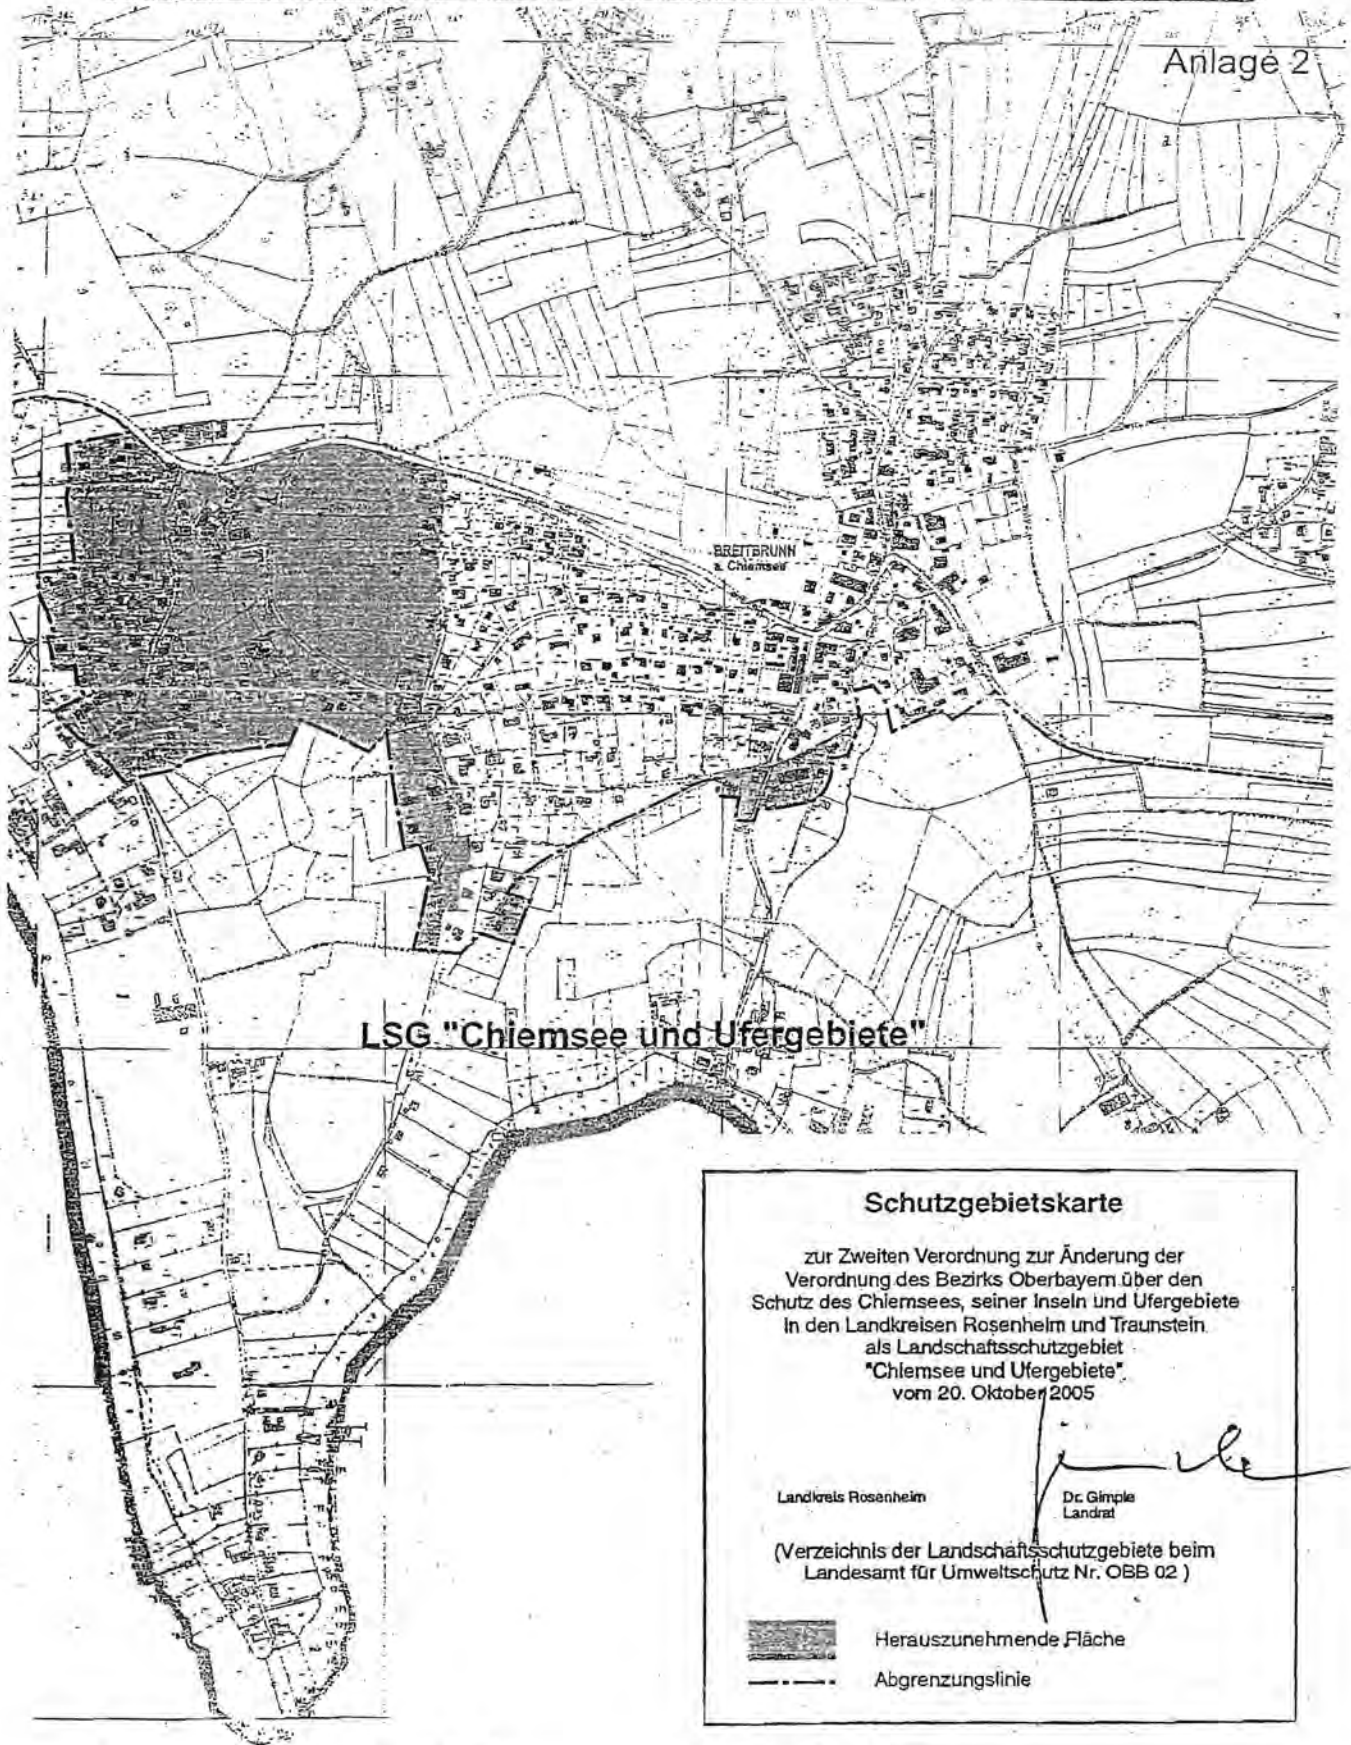 Anlage 2
BREITBRUNN
a. Chiemsee
LSG "Chiemsee und Ufergebiete"
Schutzgebietskarte
zur Zweiten Verordnung zur Änderung der
Verordnung des Bezirks Oberbayern über den
Schutz des Chiemsees, seiner Inseln und Ufergebiete
in den Landkreisen Rosenheim und Traunstein
als Landschaftsschutzgebiet
"Chiemsee und Ufergebiete"
vom 20. Oktober 2005
Landkreis Rosenheim
Dr. Gimple
Landrat
(Verzeichnis der Landschaftsschutzgebiete beim
Landesamt für Umweltschutz Nr. OBB 02 )
Herauszunehmende Fläche
Abgrenzungslinie